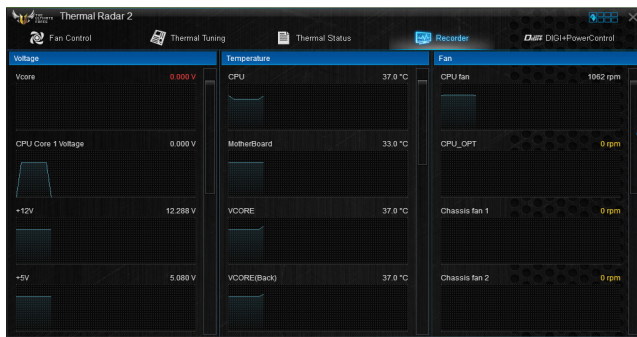 THE ULTIMATE FORCE
Thermal Radar 2
Fan Control
Thermal Tuning
Thermal Status
Recorder
DIGI+PowerControl
Voltage
Vcore 0.000 V
CPU Core 1 Voltage 0.000 V
+12V 12.288 V
+5V 5.080 V
Temperature
CPU 37.0 °C
MotherBoard 33.0 °C
VCORE 37.0 °C
VCORE(Back) 37.0 °C
Fan
CPU fan 1062 rpm
CPU_OPT 0 rpm
Chassis fan 1 0 rpm
Chassis fan 2 0 rpm